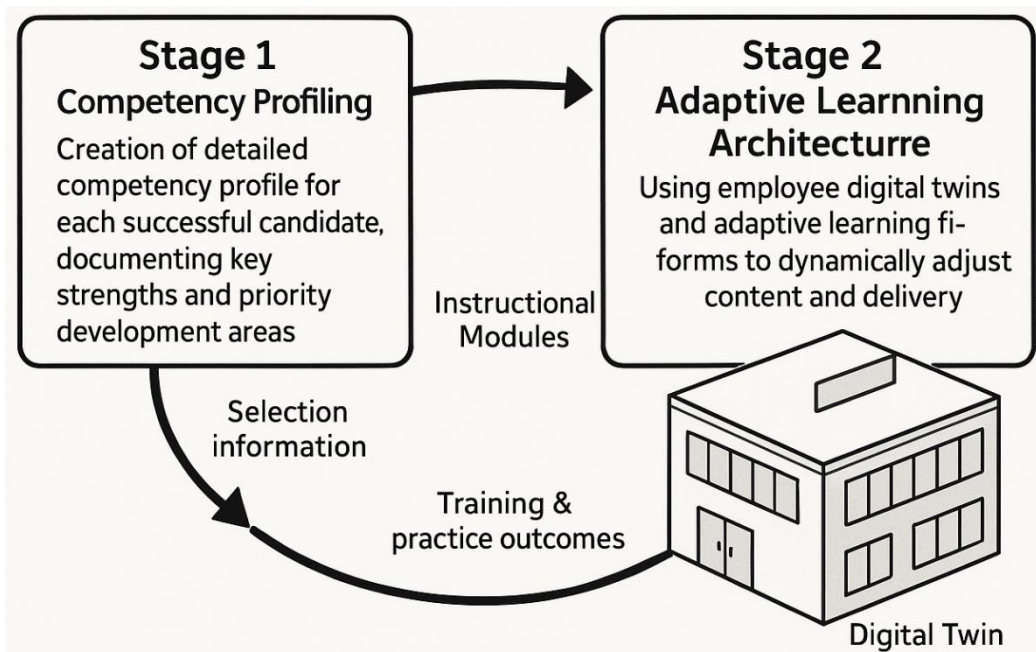 Stage 1
Competency Profiling
Creation of detailed
competency profile for
each successful candidate,
documenting key
strengths and priority
development areas
Stage 2
Adaptive Learnning
Architecturre
Using employee digital twins
and adaptive learning fi-
forms to dynamically adjust
content and delivery
Instructional
Modules
Selection
information
Training &
practice outcomes
Digital Twin